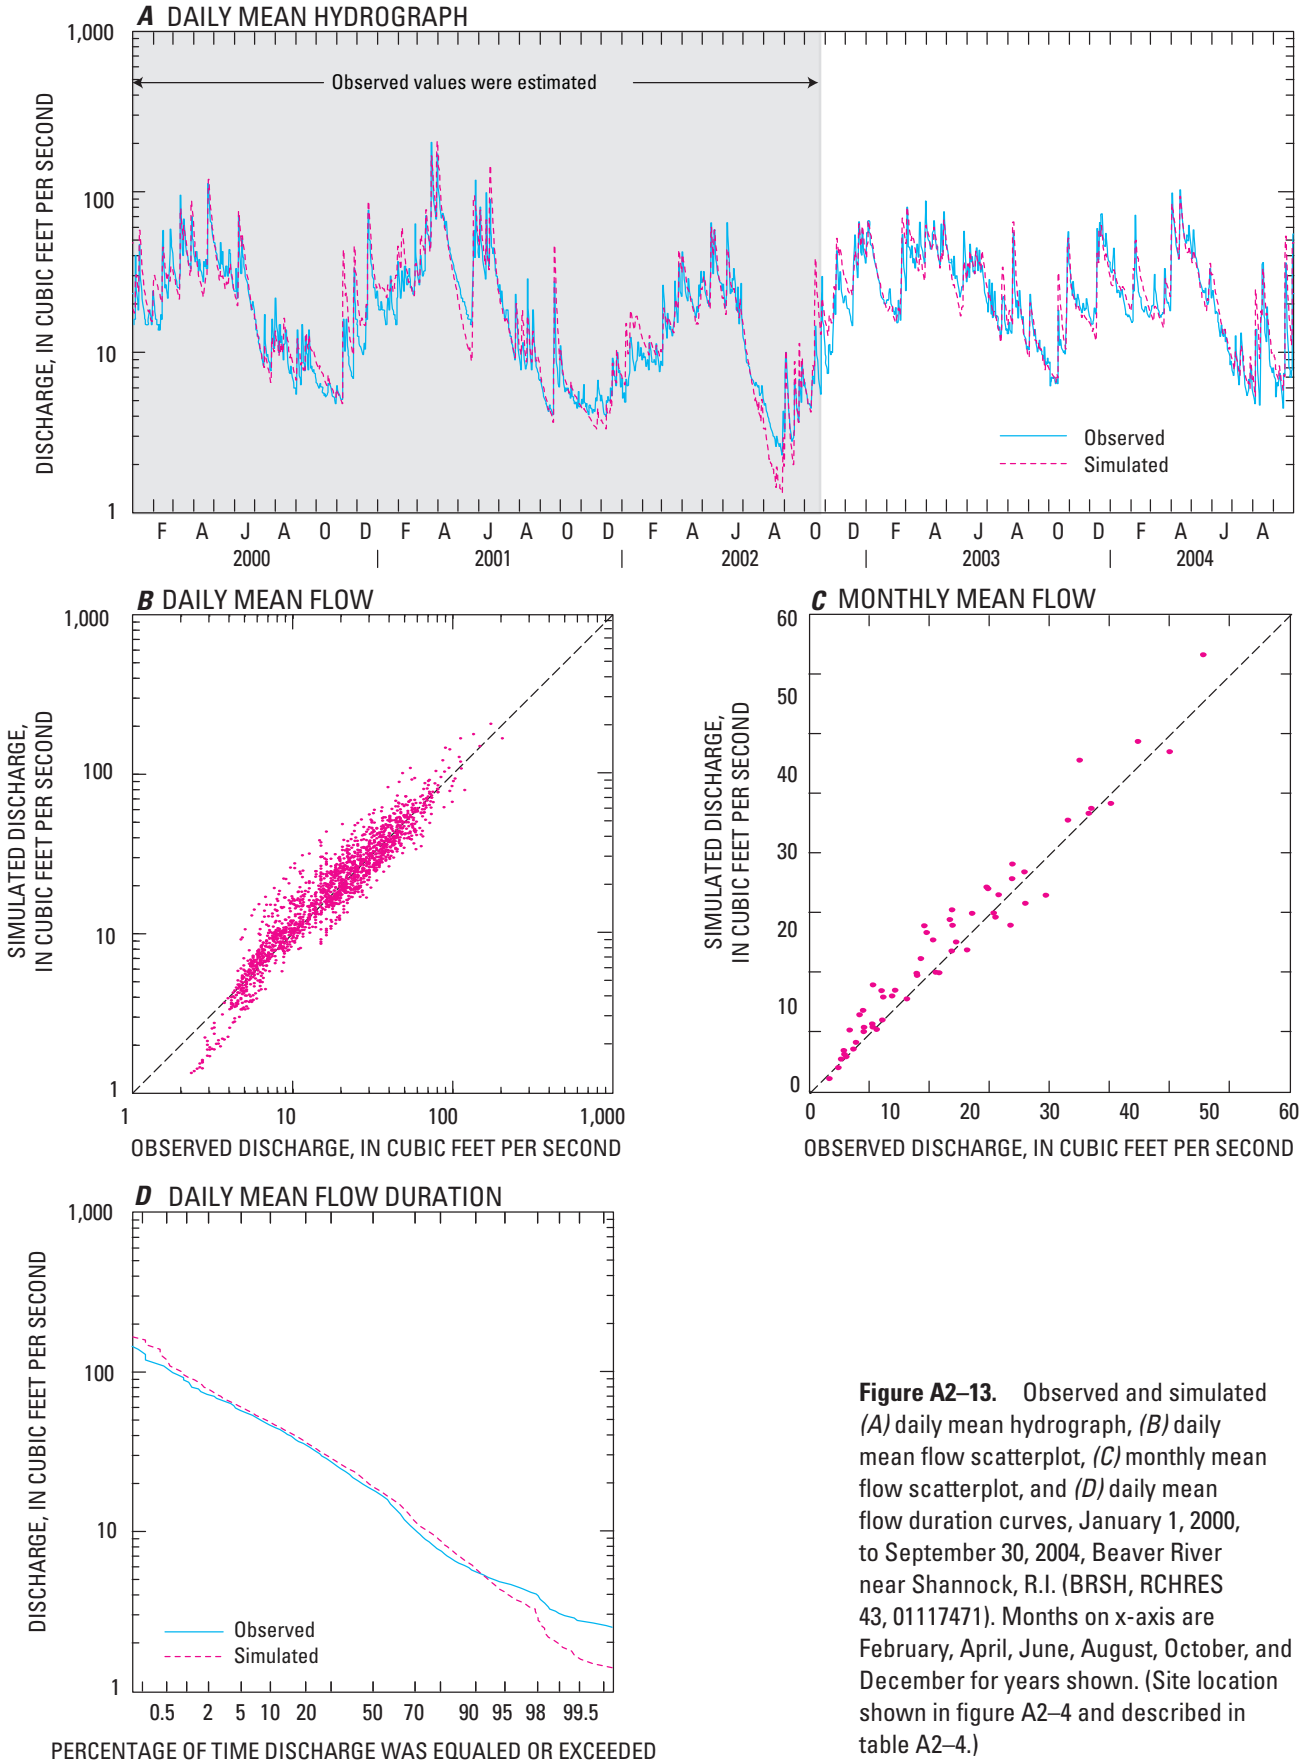 A DAILY MEAN HYDROGRAPH
1,000
100
10
1
DISCHARGE, IN CUBIC FEET PER SECOND
Observed values were estimated
Observed
Simulated
F A J A O D F A J A O D F A J A O D F A J A O D F A J A
2000 | 2001 | 2002 | 2003 | 2004
B DAILY MEAN FLOW
1,000
100
10
1
SIMULATED DISCHARGE,
IN CUBIC FEET PER SECOND
1 10 100 1,000
OBSERVED DISCHARGE, IN CUBIC FEET PER SECOND
C MONTHLY MEAN FLOW
60
50
40
30
20
10
0
SIMULATED DISCHARGE,
IN CUBIC FEET PER SECOND
0 10 20 30 40 50 60
OBSERVED DISCHARGE, IN CUBIC FEET PER SECOND
D DAILY MEAN FLOW DURATION
1,000
100
10
1
DISCHARGE, IN CUBIC FEET PER SECOND
Observed
Simulated
0.5 2 5 10 20 50 70 90 95 98 99.5
PERCENTAGE OF TIME DISCHARGE WAS EQUALED OR EXCEEDED
Figure A2–13. Observed and simulated
(A) daily mean hydrograph, (B) daily
mean flow scatterplot, (C) monthly mean
flow scatterplot, and (D) daily mean
flow duration curves, January 1, 2000,
to September 30, 2004, Beaver River
near Shannock, R.I. (BRSH, RCHRES
43, 01117471). Months on x-axis are
February, April, June, August, October, and
December for years shown. (Site location
shown in figure A2–4 and described in
table A2–4.)